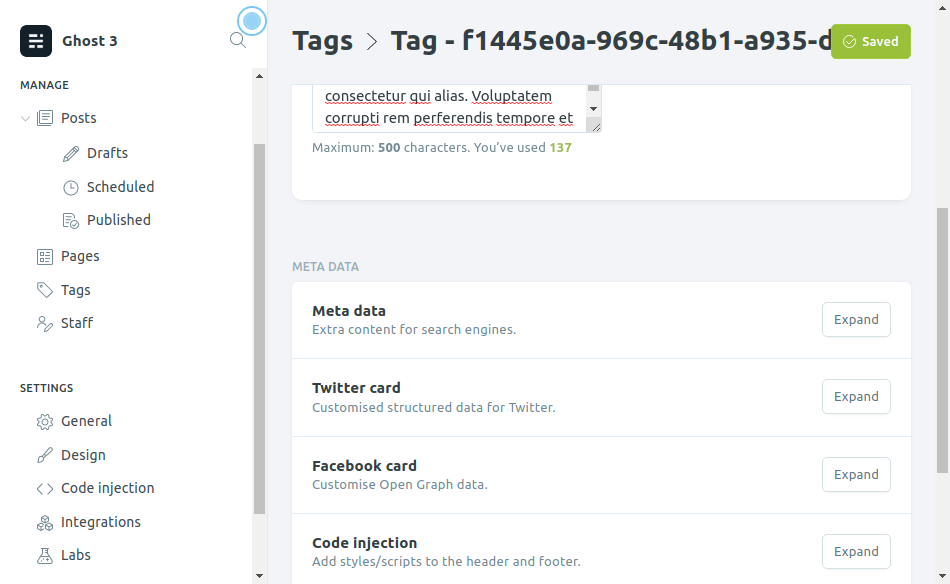 Ghost 3
MANAGE
Posts
Drafts
Scheduled
Published
Pages
Tags
Staff
SETTINGS
General
Design
Code injection
Integrations
Labs
Tags > Tag - f1445e0a-969c-48b1-a935-d
Saved
consectetur qui alias. Voluptatem
corrupti rem perferendis tempore et
Maximum: 500 characters. You've used 137
META DATA
Meta data
Extra content for search engines.
Expand
Twitter card
Customised structured data for Twitter.
Expand
Facebook card
Customise Open Graph data.
Expand
Code injection
Add styles/scripts to the header and footer.
Expand